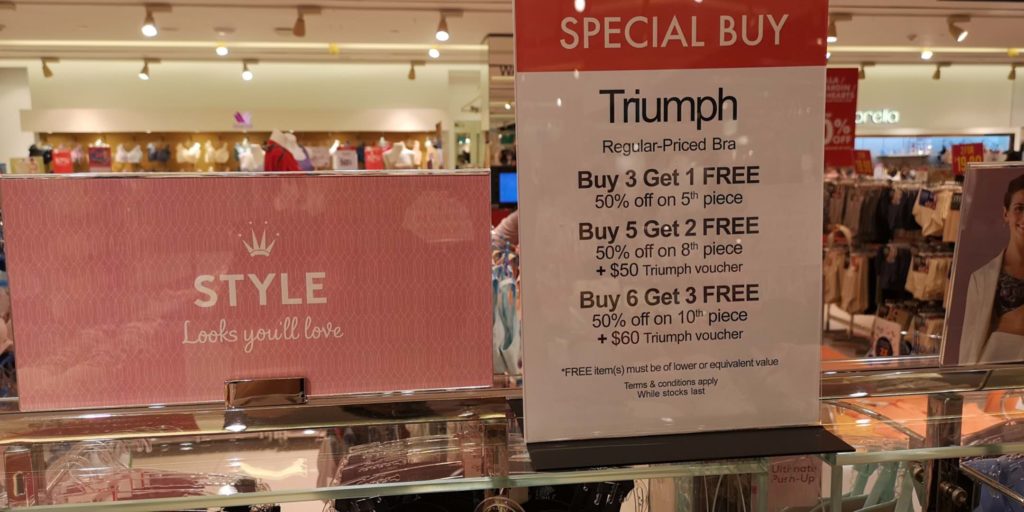 STYLE
Looks you'll love
SPECIAL BUY
Triumph
Regular-Priced Bra
Buy 3 Get 1 FREE
50% off on 5th piece
Buy 5 Get 2 FREE
50% off on 8th piece
+ $50 Triumph voucher
Buy 6 Get 3 FREE
50% off on 10th piece
+ $60 Triumph voucher
*FREE item(s) must be of lower or equivalent value
Terms & conditions apply
While stocks last
Ultimate
Push-Up